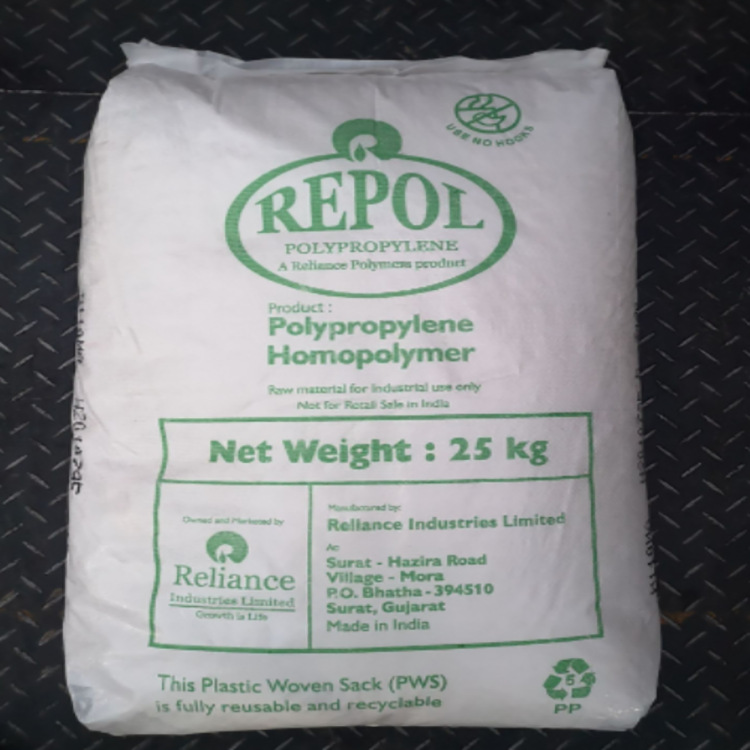 USE NO HOOKS
REPOL
POLYPROPYLENE
A Reliance Polymers product
Product :
Polypropylene
Homopolymer
Raw material for Industrial use only
Not for Retail Sale in India
Net Weight : 25 kg
Owned and Marketed by
Reliance
Industries Limited
Growth is Life
Manufactured by:
Reliance Industries Limited
At:
Surat - Hazira Road
Village - Mora
P.O. Bhatha - 394510
Surat, Gujarat
Made in India
This Plastic Woven Sack (PWS)
is fully reusable and recyclable
5
PP